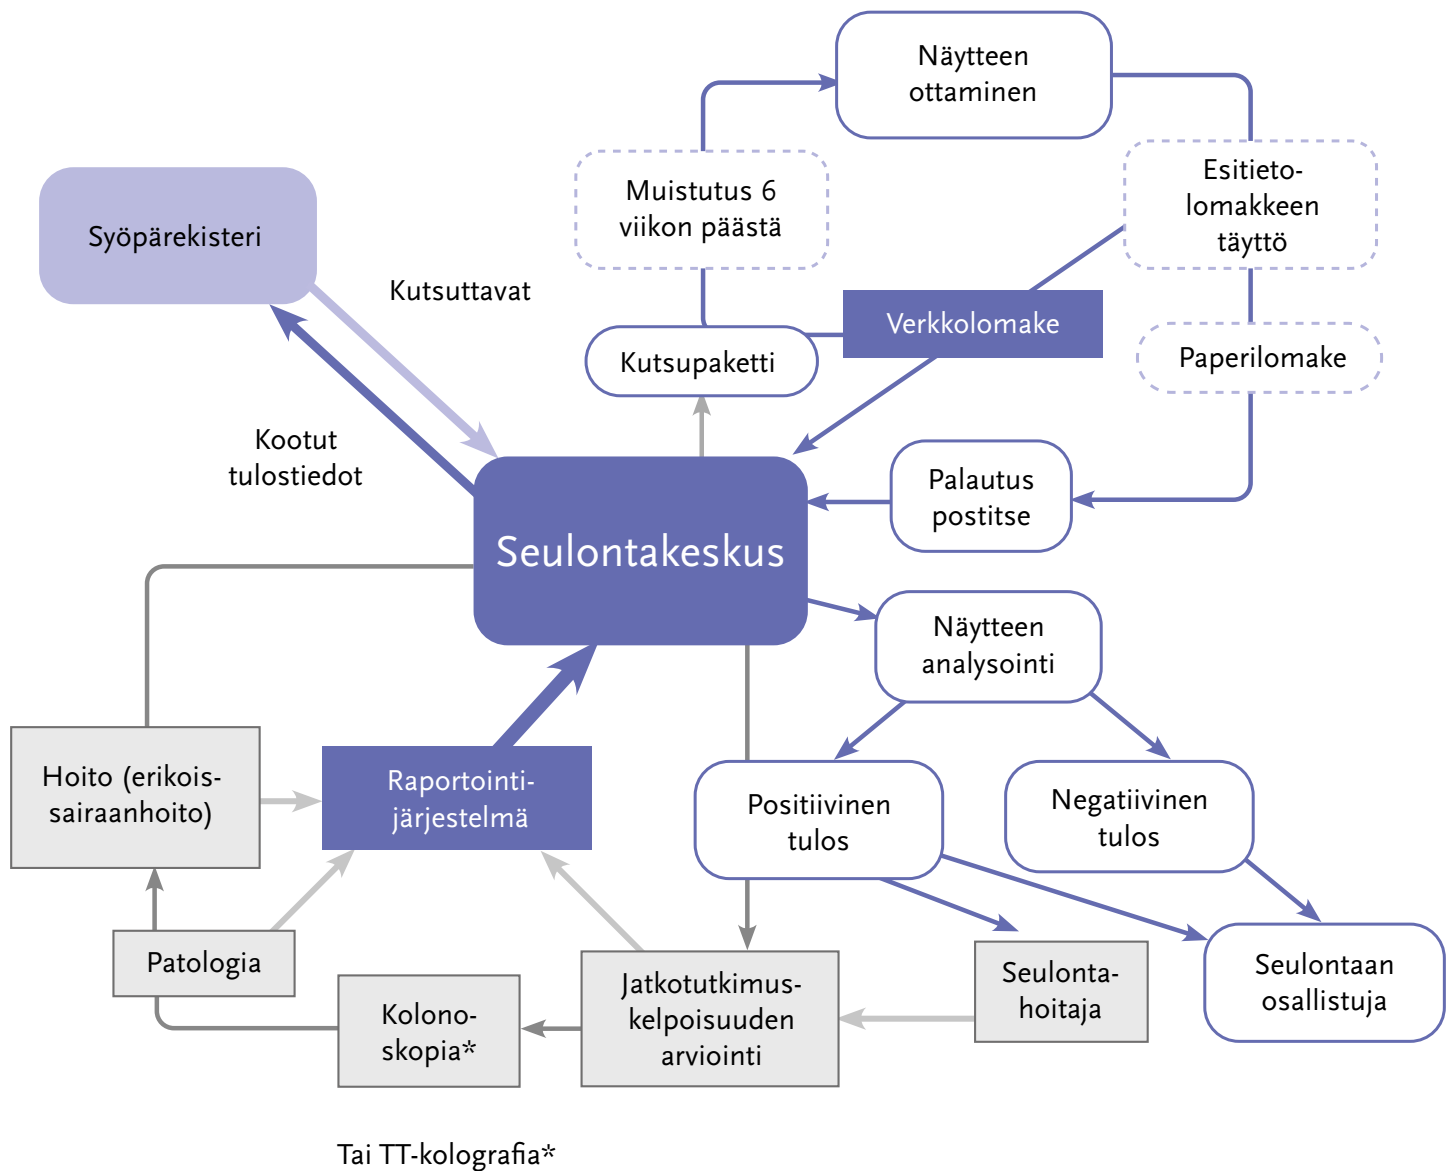 Näytteen
ottaminen
Muistutus 6
viikon päästä
Esitieto-
lomakkeen
täyttö
Syöpärekisteri
Kutsuttavat
Verkkolomake
Kutsupaketti
Paperilomake
Kootut
tulostiedot
Palautus
postitse
Seulontakeskus
Näytteen
analysointi
Hoito (erikois-
sairaanhoito)
Raportointi-
järjestelmä
Positiivinen
tulos
Negatiivinen
tulos
Patologia
Kolono-
skopia*
Jatkotutkimus-
kelpoisuuden
arviointi
Seulonta-
hoitaja
Seulontaan
osallistuja
Tai TT-kolografia*